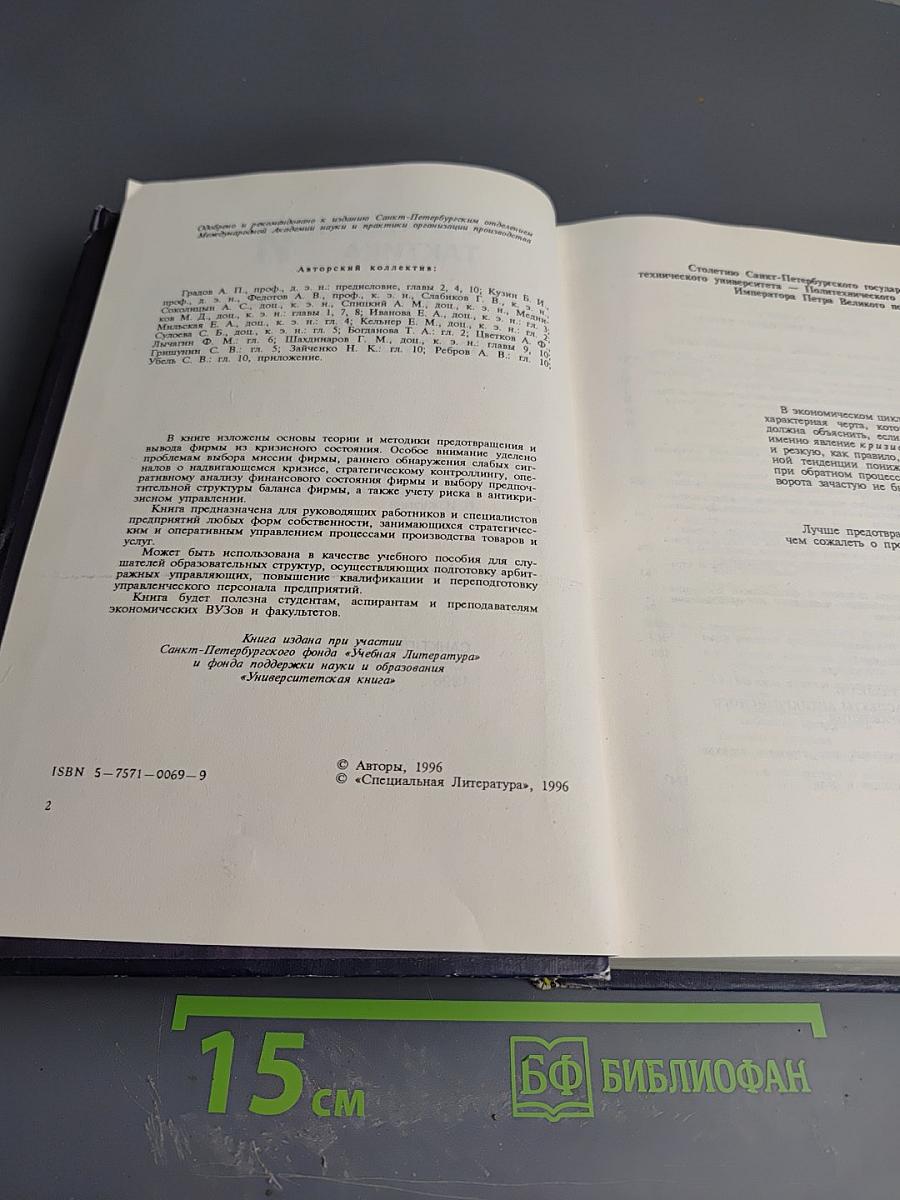 Одобрено и рекомендовано к изданию Санкт-Петербургским отделением
Международной Академии науки и практики организации производства
Авторский коллектив:
Градов А. П., проф., д. э. н.: предисловие, главы 2, 4, 10; Кузин Б. И.,
проф., д. э. н., Федотов А. В., проф., к. э. н., Слабиков Г. В., к. э. н.,
Соколицын А. С., доц., к. э. н., Спицкий А. М., доц., к. э. н., Медни-
ков М. Д., доц., к. э. н.: главы 1, 7, 8; Иванова Е. А., доц., к. э. н.: гл. 3;
Мильская Е. А., доц., к. э. н.: гл. 4; Кельнер Е. М., доц., к. э. н.: гл. 2;
Сулоева С. Б., доц., к. э. н.: гл. 5; Богданова Т. А.: гл. 2; Цветков А. Ф.,
Лычагин Ф. М.: гл. 6; Шахдинаров Г. М., доц., к. э. н.: главы 9, 10;
Гришунин С. В.: гл. 5; Зайченко Н. К.: гл. 10; Ребров А. В.: гл. 10;
Убель С. В.: гл. 10, приложение.
В книге изложены основы теории и методики предотвращения и
вывода фирмы из кризисного состояния. Особое внимание уделено
проблемам выбора миссии фирмы, раннего обнаружения слабых сиг-
налов о надвигающемся кризисе, стратегическому контроллингу, опе-
ративному анализу финансового состояния фирмы и выбору предпоч-
тительной структуры баланса фирмы, а также учету риска в антикри-
зисном управлении.
Книга предназначена для руководящих работников и специалистов
предприятий любых форм собственности, занимающихся стратегичес-
ким и оперативным управлением процессами производства товаров и
услуг.
Может быть использована в качестве учебного пособия для слу-
шателей образовательных структур, осуществляющих подготовку арбит-
ражных управляющих, повышение квалификации и переподготовку
управленческого персонала предприятий.
Книга будет полезна студентам, аспирантам и преподавателям
экономических ВУЗов и факультетов.
Книга издана при участии
Санкт-Петербургского фонда «Учебная Литература»
и фонда поддержки науки и образования
«Университетская книга»
ISBN 5—7571—0069—9
© Авторы, 1996
© «Специальная Литература», 1996
2
Столетию Санкт-Петербургского государ
технического университета — Политехнического
Императора Петра Великого по
В экономическом цикл
характерная черта, кото
должна объяснить, если
именно явление кризис
и резкую, как правило,
ной тенденции пониж
при обратном процесс
ворота зачастую не б
Лучше предотвра
чем сожалеть о про
15 см
БФ БИБЛИОФАН